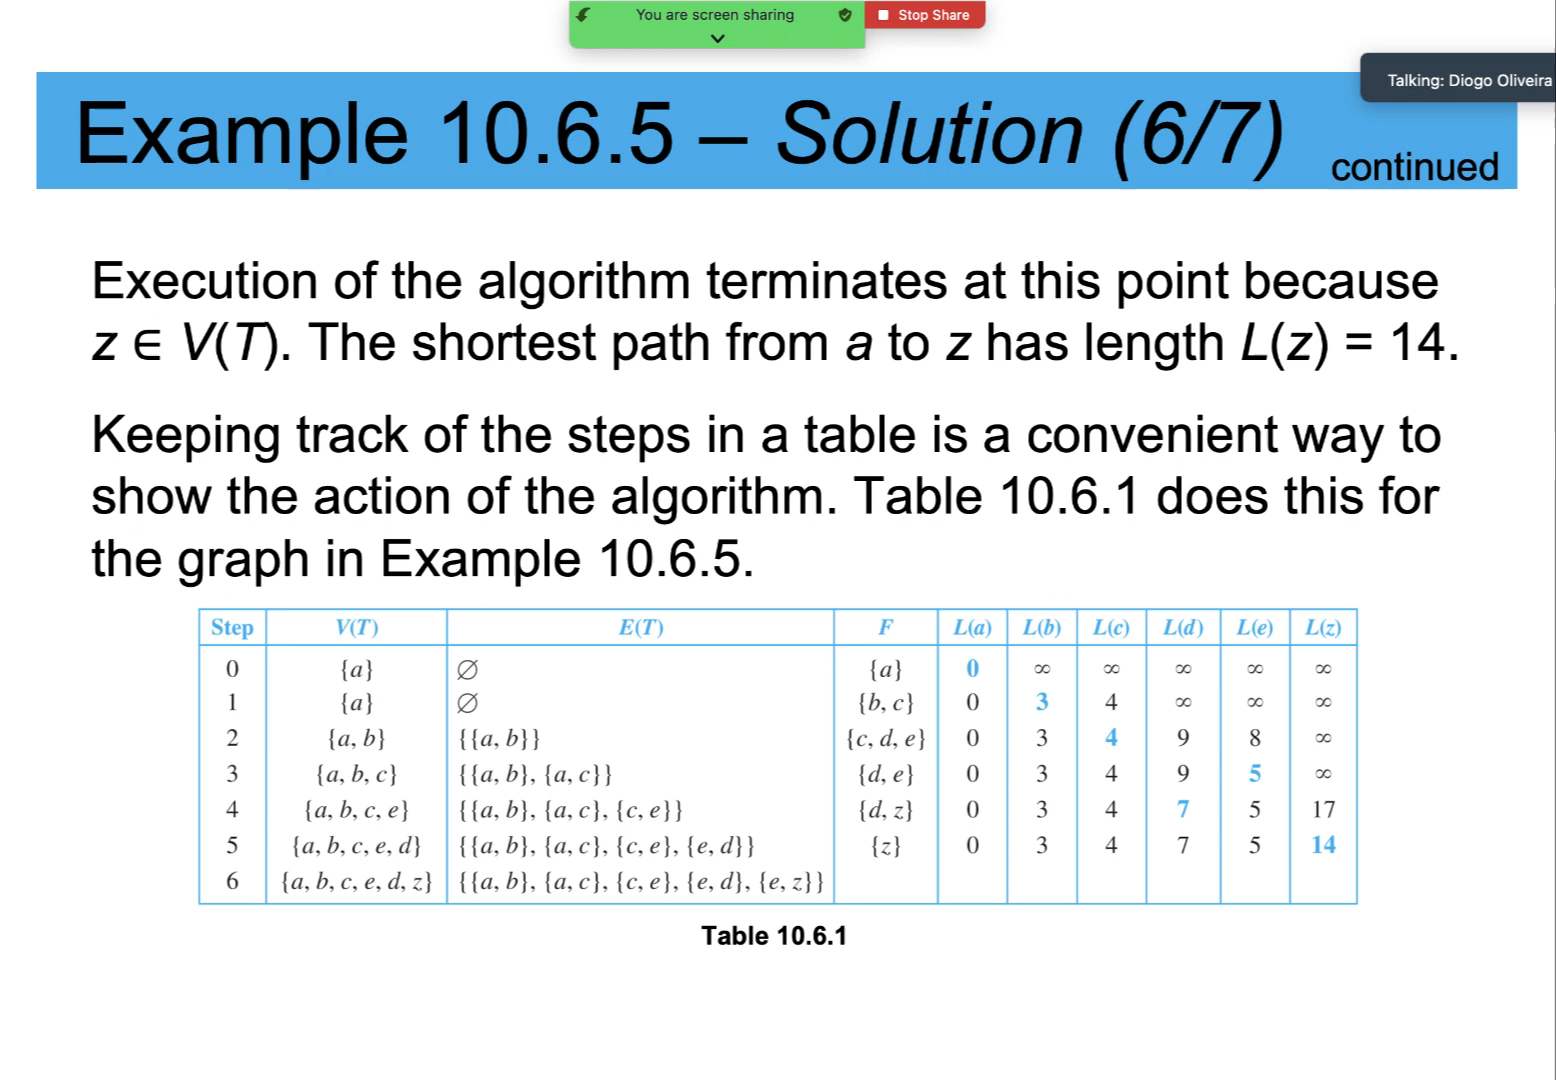 You are screen sharing
Stop Share
Talking: Diogo Oliveira
Example 10.6.5 – Solution (6/7) continued
Execution of the algorithm terminates at this point because
z ∈ V(T). The shortest path from a to z has length L(z) = 14.
Keeping track of the steps in a table is a convenient way to
show the action of the algorithm. Table 10.6.1 does this for
the graph in Example 10.6.5.
Step V(T) E(T) F L(a) L(b) L(c) L(d) L(e) L(z)
0 {a} ∅ {a} 0 ∞ ∞ ∞ ∞ ∞
1 {a} ∅ {b, c} 0 3 4 ∞ ∞ ∞
2 {a, b} {{a, b}} {c, d, e} 0 3 4 9 8 ∞
3 {a, b, c} {{a, b}, {a, c}} {d, e} 0 3 4 9 5 ∞
4 {a, b, c, e} {{a, b}, {a, c}, {c, e}} {d, z} 0 3 4 7 5 17
5 {a, b, c, e, d} {{a, b}, {a, c}, {c, e}, {e, d}} {z} 0 3 4 7 5 14
6 {a, b, c, e, d, z} {{a, b}, {a, c}, {c, e}, {e, d}, {e, z}}
Table 10.6.1